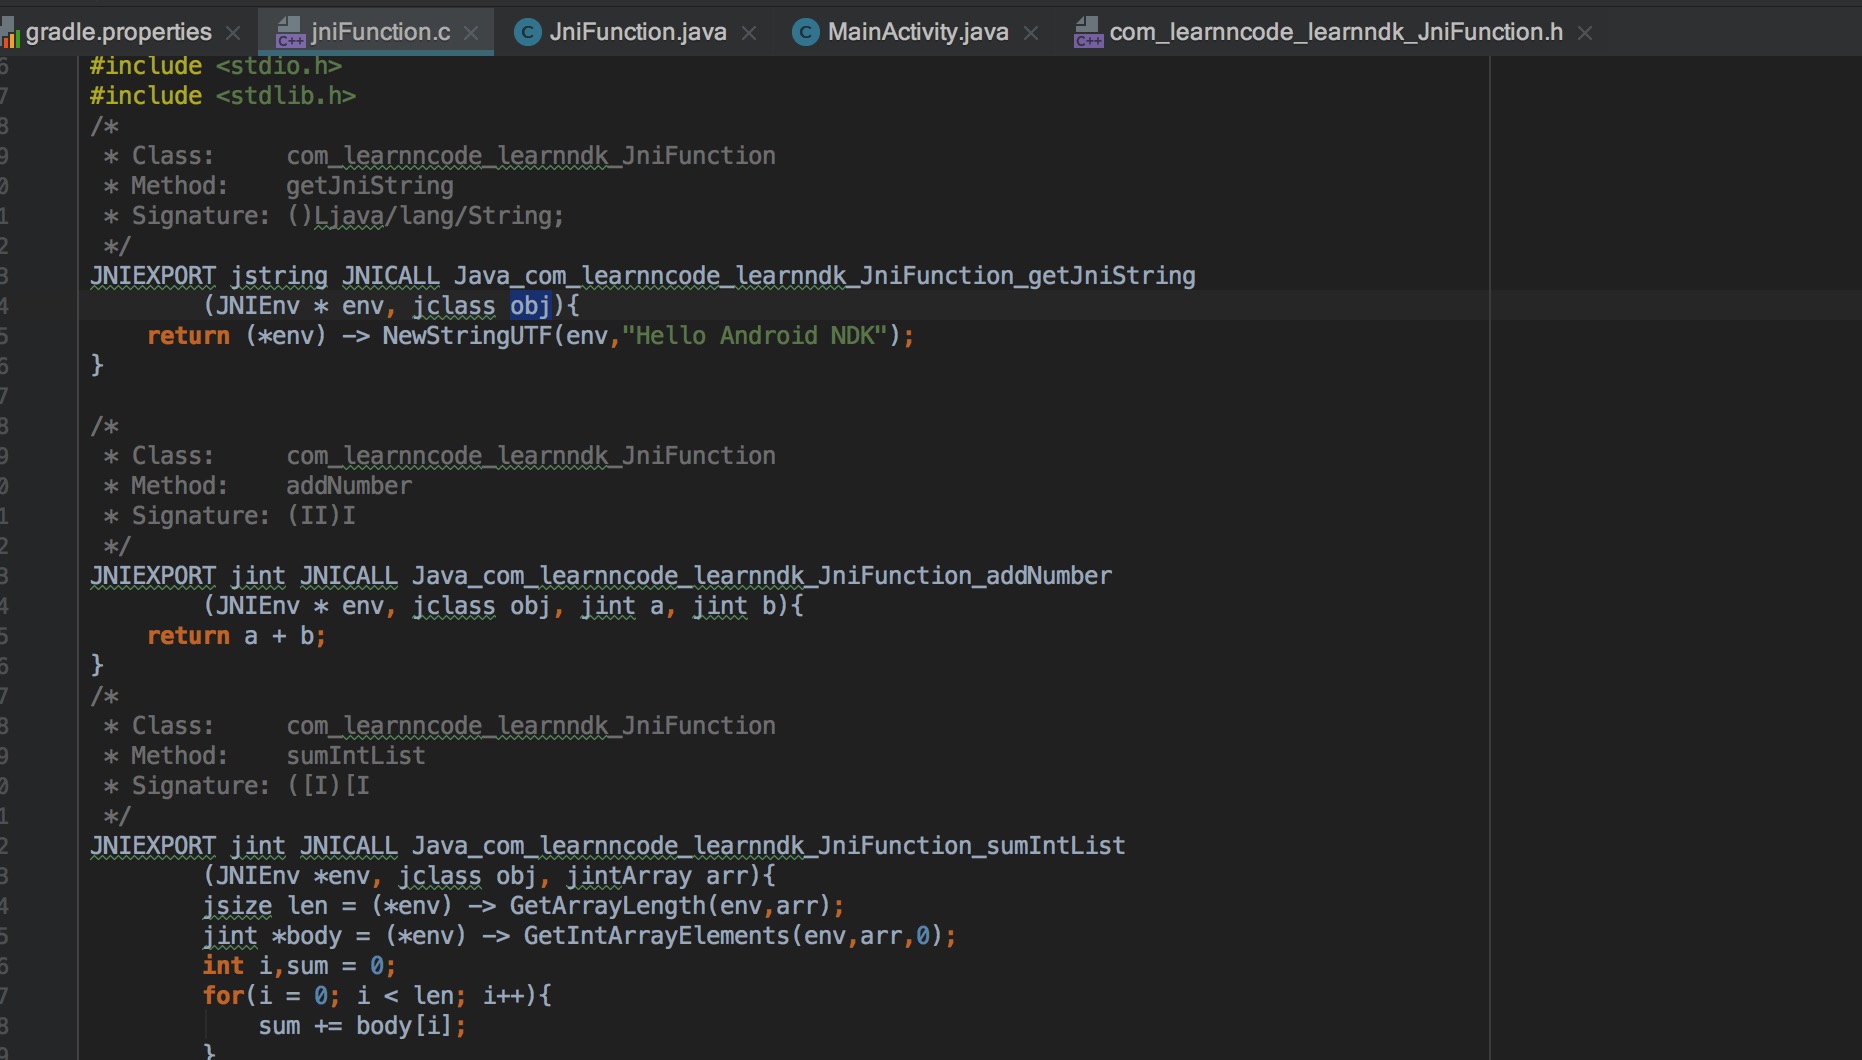 gradle.properties jniFunction.c JniFunction.java MainActivity.java com_learnncode_learnndk_JniFunction.h
6 #include <stdio.h>
7 #include <stdlib.h>
8 /*
9 * Class: com_learnncode_learnndk_JniFunction
0 * Method: getJniString
1 * Signature: ()Ljava/lang/String;
2 */
3 JNIEXPORT jstring JNICALL Java_com_learnncode_learnndk_JniFunction_getJniString
4 (JNIEnv * env, jclass obj){
5 return (*env) -> NewStringUTF(env,"Hello Android NDK");
6 }
7
8 /*
9 * Class: com_learnncode_learnndk_JniFunction
0 * Method: addNumber
1 * Signature: (II)I
2 */
3 JNIEXPORT jint JNICALL Java_com_learnncode_learnndk_JniFunction_addNumber
4 (JNIEnv * env, jclass obj, jint a, jint b){
5 return a + b;
6 }
7 /*
8 * Class: com_learnncode_learnndk_JniFunction
9 * Method: sumIntList
0 * Signature: ([I)[I
1 */
2 JNIEXPORT jint JNICALL Java_com_learnncode_learnndk_JniFunction_sumIntList
3 (JNIEnv *env, jclass obj, jintArray arr){
4 jsize len = (*env) -> GetArrayLength(env,arr);
5 jint *body = (*env) -> GetIntArrayElements(env,arr,0);
6 int i,sum = 0;
7 for(i = 0; i < len; i++){
8 sum += body[i];
9 }